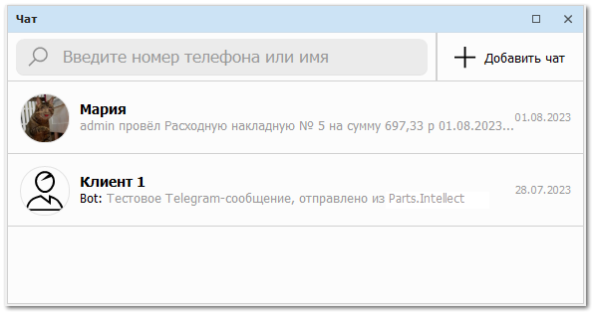 Чат
Введите номер телефона или имя
Добавить чат
Мария
admin провёл Расходную накладную № 5 на сумму 697,33 р 01.08.2023...
01.08.2023
Клиент 1
Bot: Тестовое Telegram-сообщение, отправлено из Parts.Intellect
28.07.2023